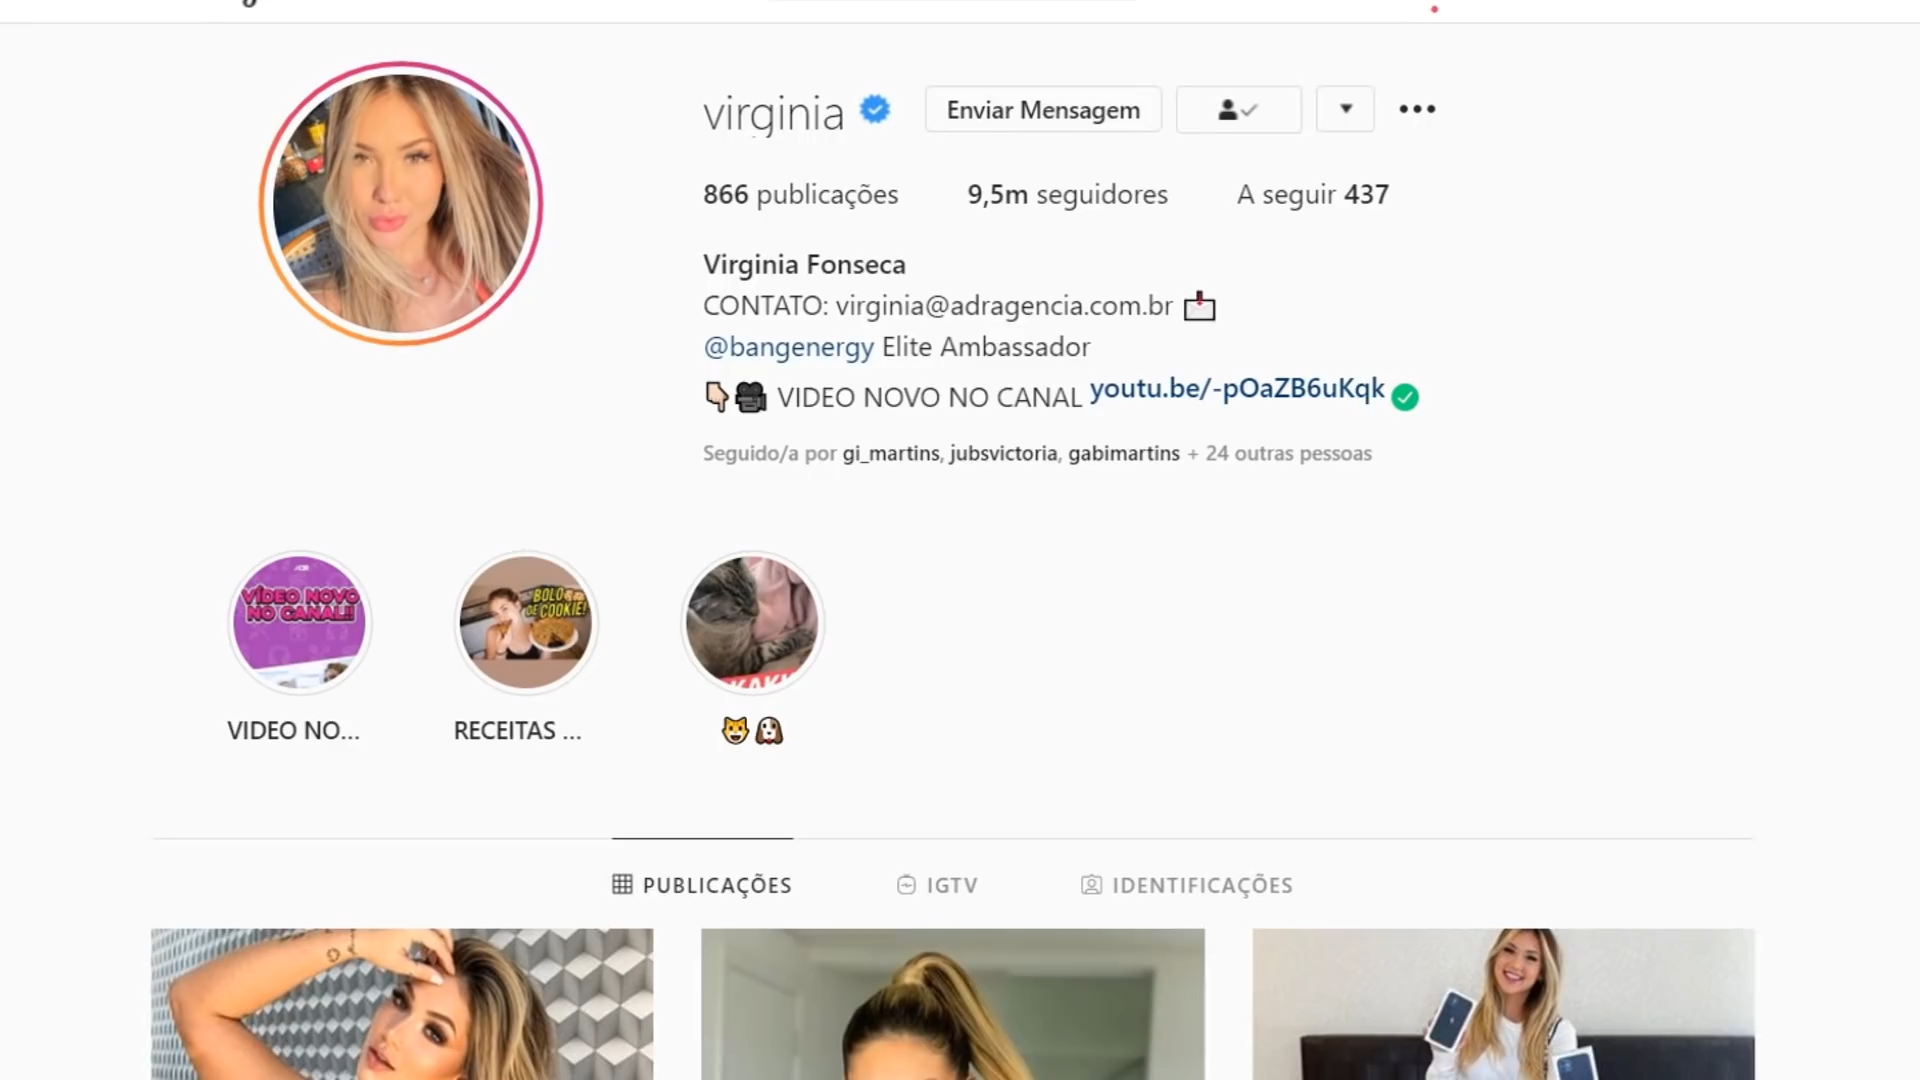 virginia
Enviar Mensagem
866 publicações 9,5m seguidores A seguir 437
Virginia Fonseca
CONTATO: virginia@adragencia.com.br
@bangenergy Elite Ambassador
VIDEO NOVO NO CANAL youtu.be/-pOaZB6uKqk
Seguido/a por gi_martins, jubsvictoria, gabimartins + 24 outras pessoas
VÍDEO NOVO
NO CANAL!!
BOLO
DE COOKIE!
VIDEO NO...
RECEITAS ...
PUBLICAÇÕES
IGTV
IDENTIFICAÇÕES